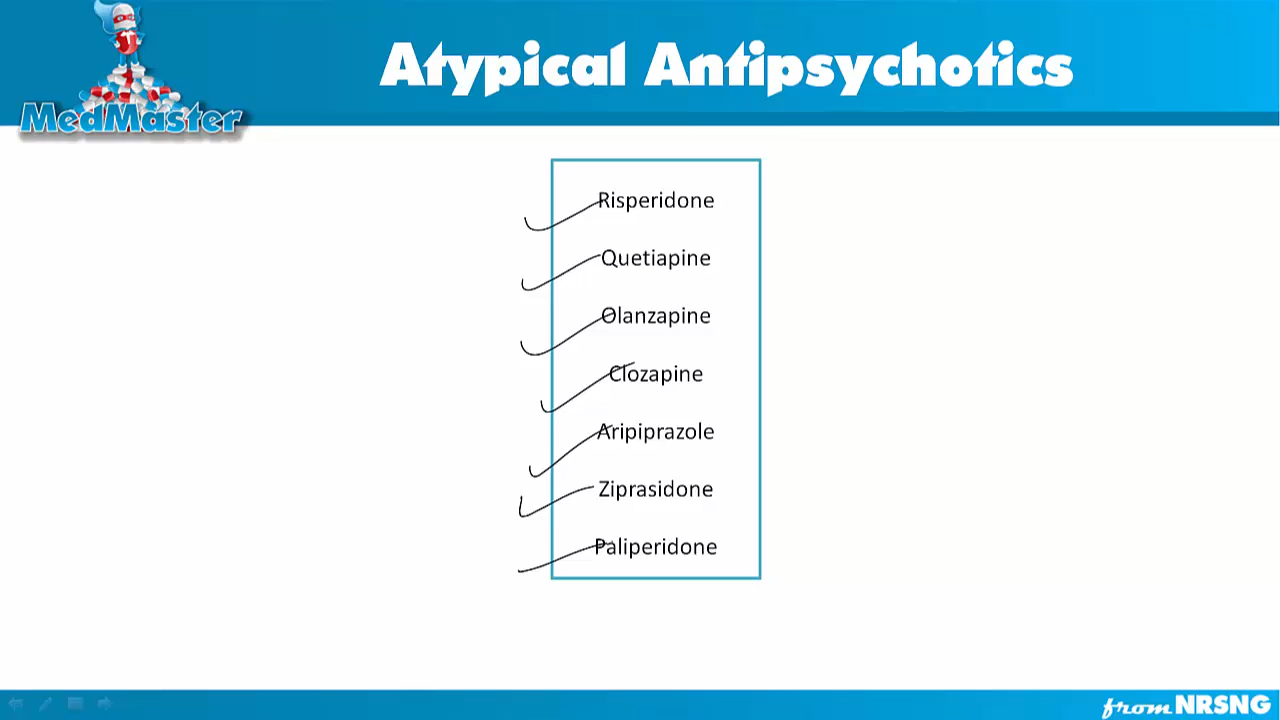 Atypical Antipsychotics
MedMaster
Risperidone
Quetiapine
Olanzapine
Clozapine
Aripiprazole
Ziprasidone
Paliperidone
from NRSNG